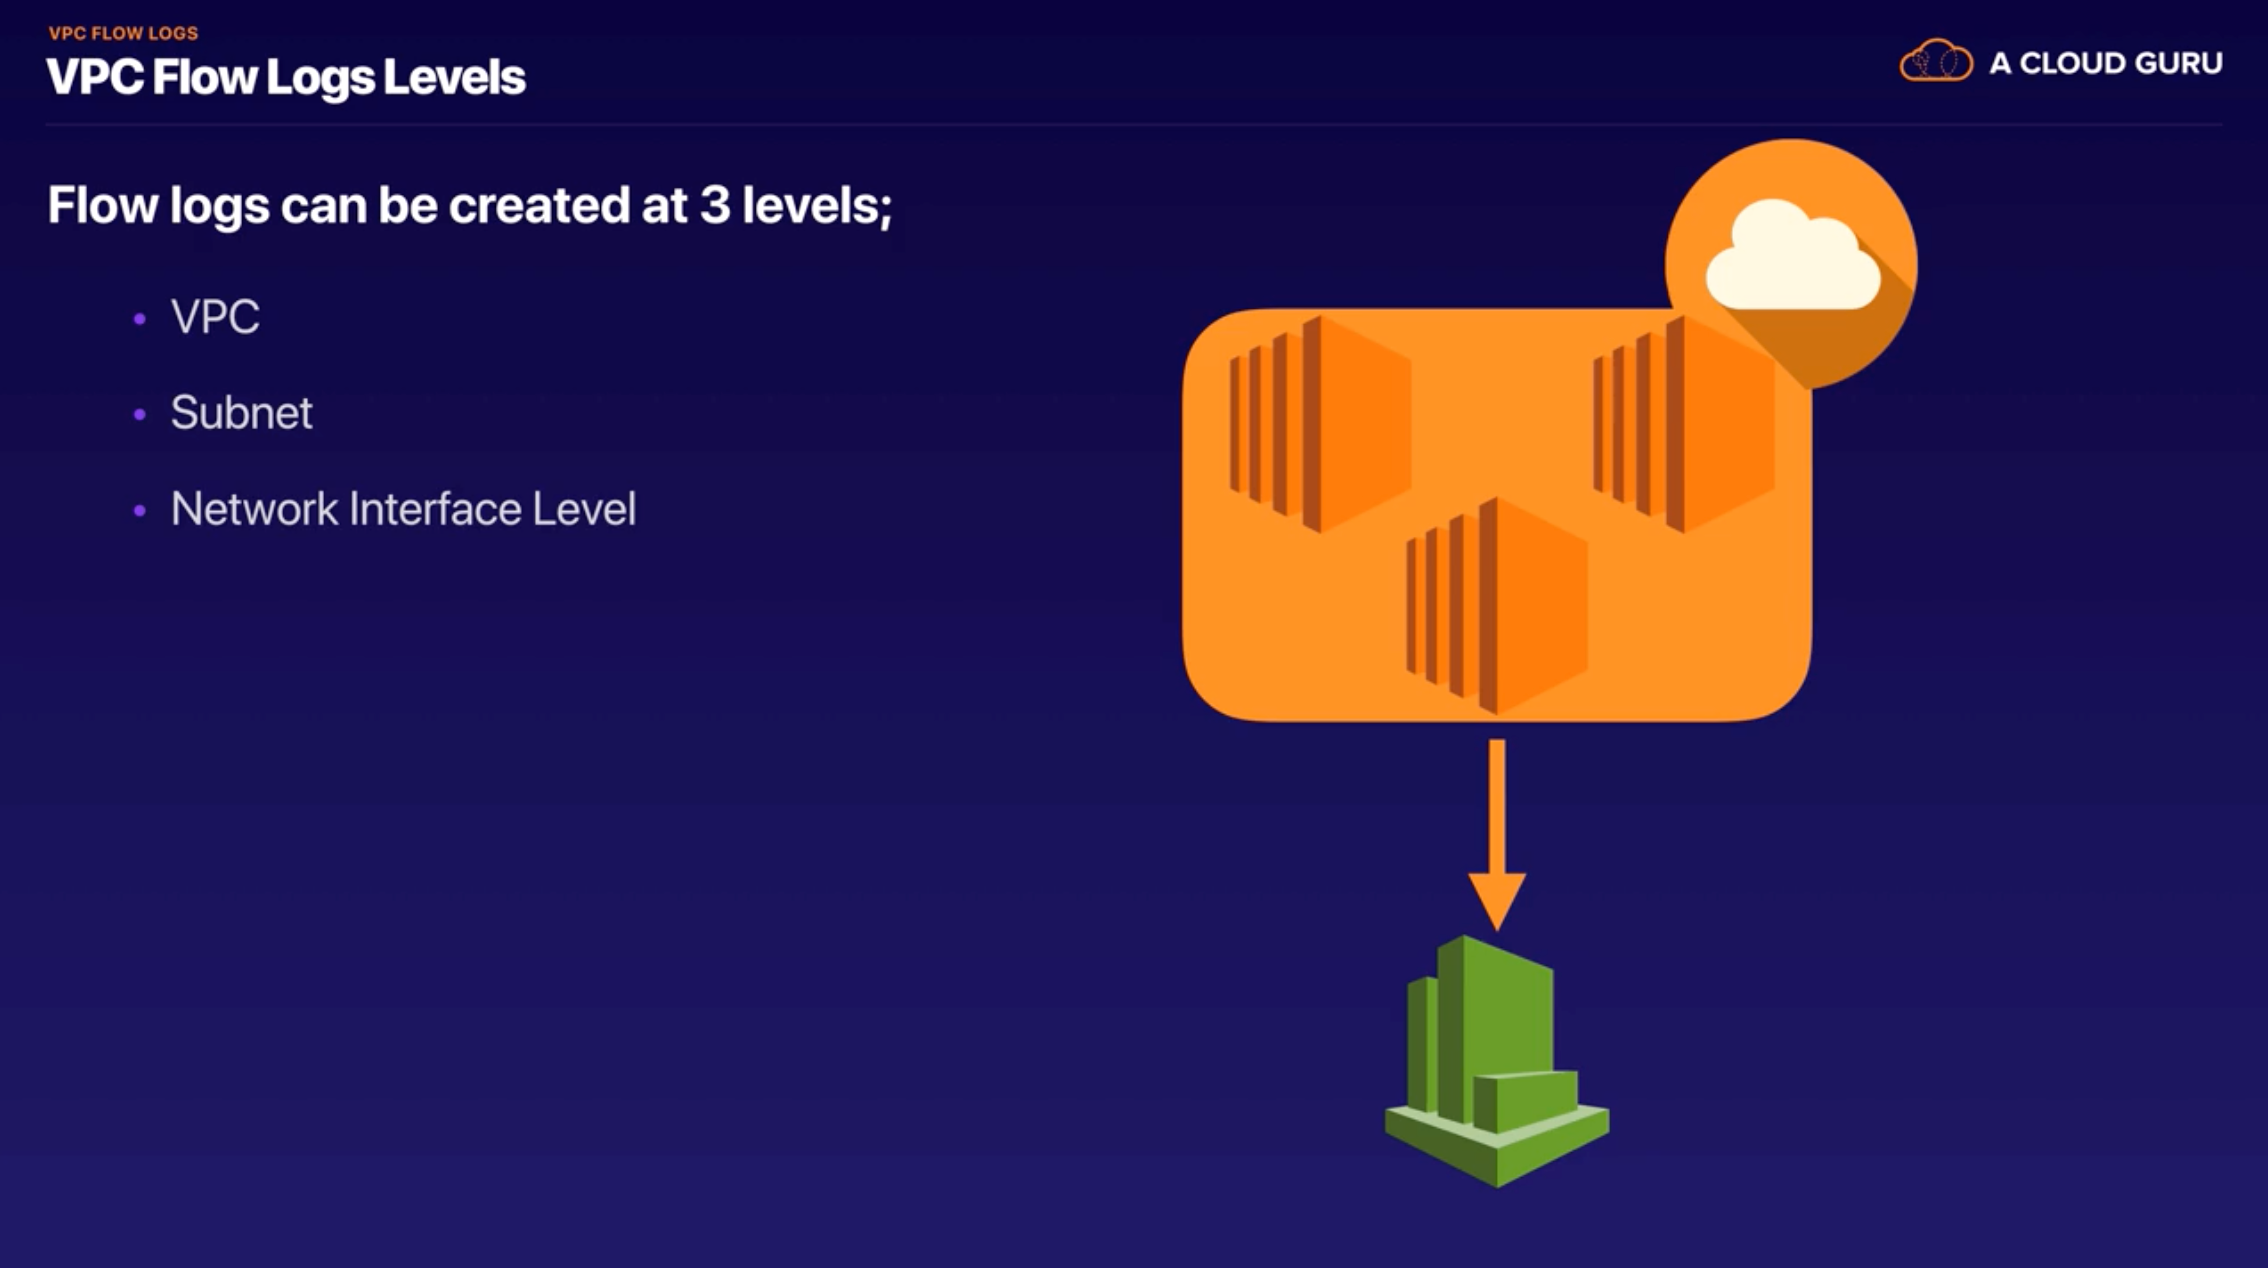 VPC FLOW LOGS
VPC Flow Logs Levels
A CLOUD GURU
Flow logs can be created at 3 levels;
• VPC
• Subnet
• Network Interface Level